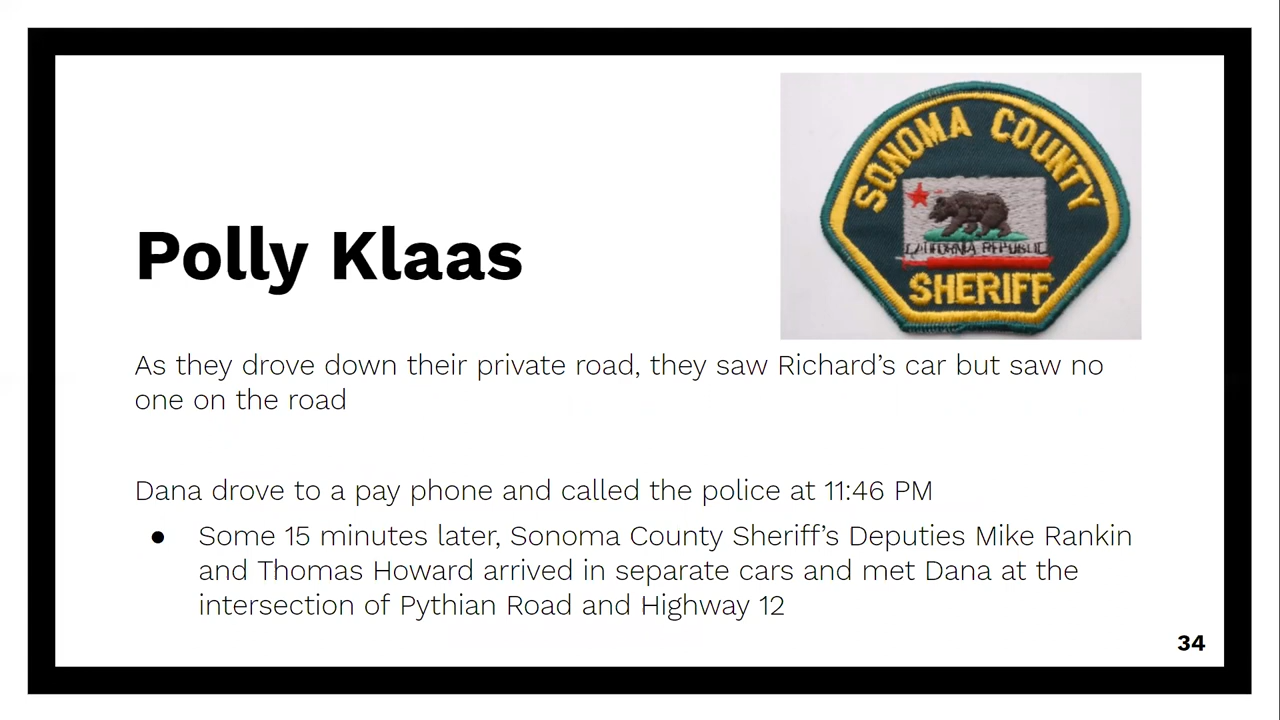 SONOMA COUNTY
CALIFORNIA REPUBLIC
SHERIFF
Polly Klaas
As they drove down their private road, they saw Richard’s car but saw no
one on the road
Dana drove to a pay phone and called the police at 11:46 PM
● Some 15 minutes later, Sonoma County Sheriff’s Deputies Mike Rankin
and Thomas Howard arrived in separate cars and met Dana at the
intersection of Pythian Road and Highway 12
34